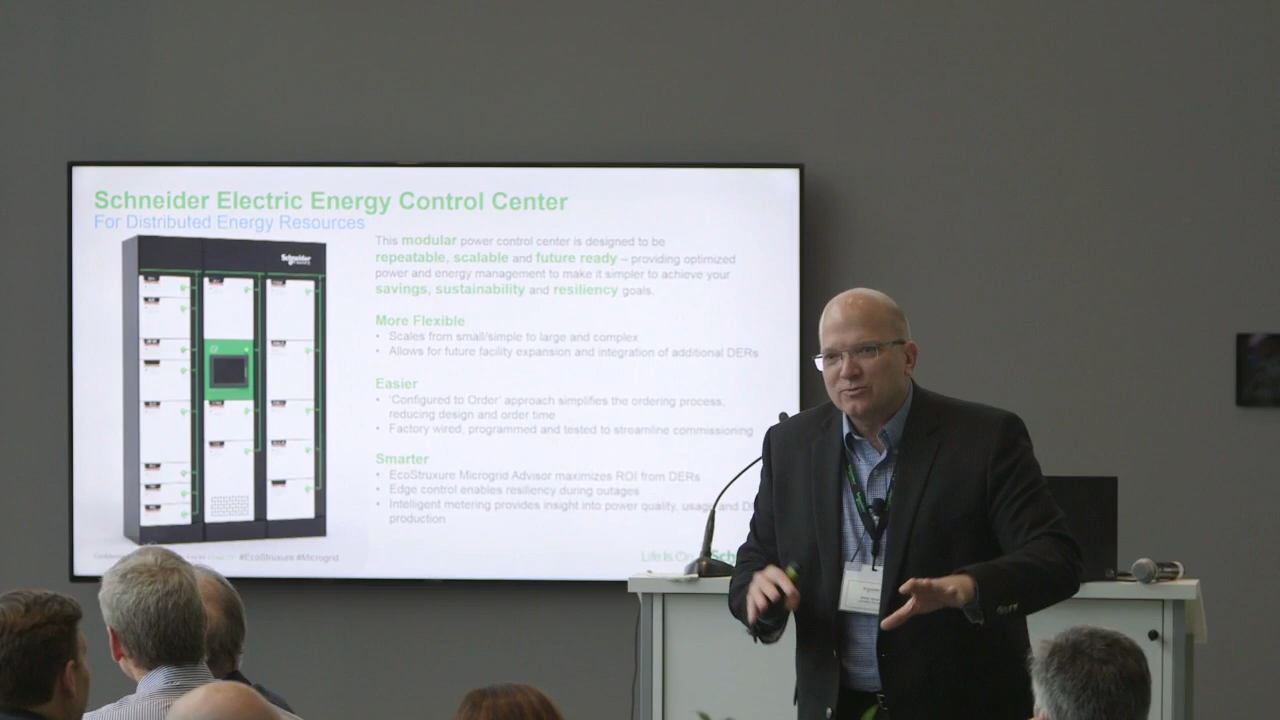 Schneider Electric Energy Control Center
For Distributed Energy Resources
Schneider
This modular power control center is designed to be
repeatable, scalable and future ready – providing optimized
power and energy management to make it simpler to achieve your
savings, sustainability and resiliency goals.
More Flexible
• Scales from small/simple to large and complex
• Allows for future facility expansion and integration of additional DERs
Easier
• 'Configured to Order' approach simplifies the ordering process,
reducing design and order time
• Factory wired, programmed and tested to streamline commissioning
Smarter
• EcoStruxure Microgrid Advisor maximizes ROI from DERs
• Edge control enables resiliency during outages
• Intelligent metering provides insight into power quality, usage and
production
#EcoStruxure #Microgrid
Life Is On Sch